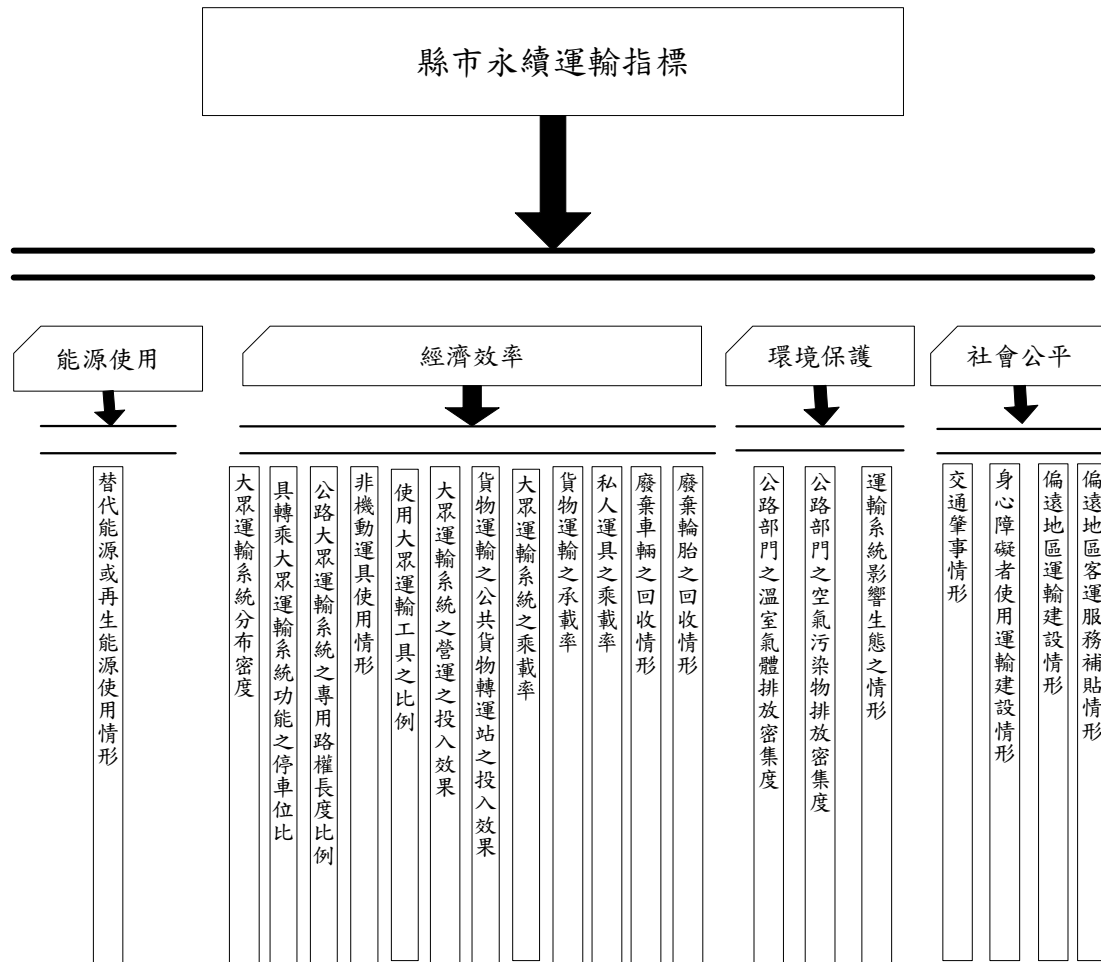 縣市永續運輸指標
能源使用
經濟效率
環境保護
社會公平
替代能源或再生能源使用情形
大眾運輸系統分布密度
具轉乘大眾運輸系統功能之停車位比
公路大眾運輸系統之專用路權長度比例
非機動運具使用情形
使用大眾運輸工具之比例
大眾運輸系統之營運之投入效果
貨物運輸之公共貨物轉運站之投入效果
大眾運輸系統之乘載率
貨物運輸之承載率
私人運具之乘載率
廢棄車輛之回收情形
廢棄輪胎之回收情形
公路部門之溫室氣體排放密集度
公路部門之空氣污染物排放密集度
運輸系統影響生態之情形
交通肇事情形
身心障礙者使用運輸建設情形
偏遠地區運輸建設情形
偏遠地區客運服務補貼情形